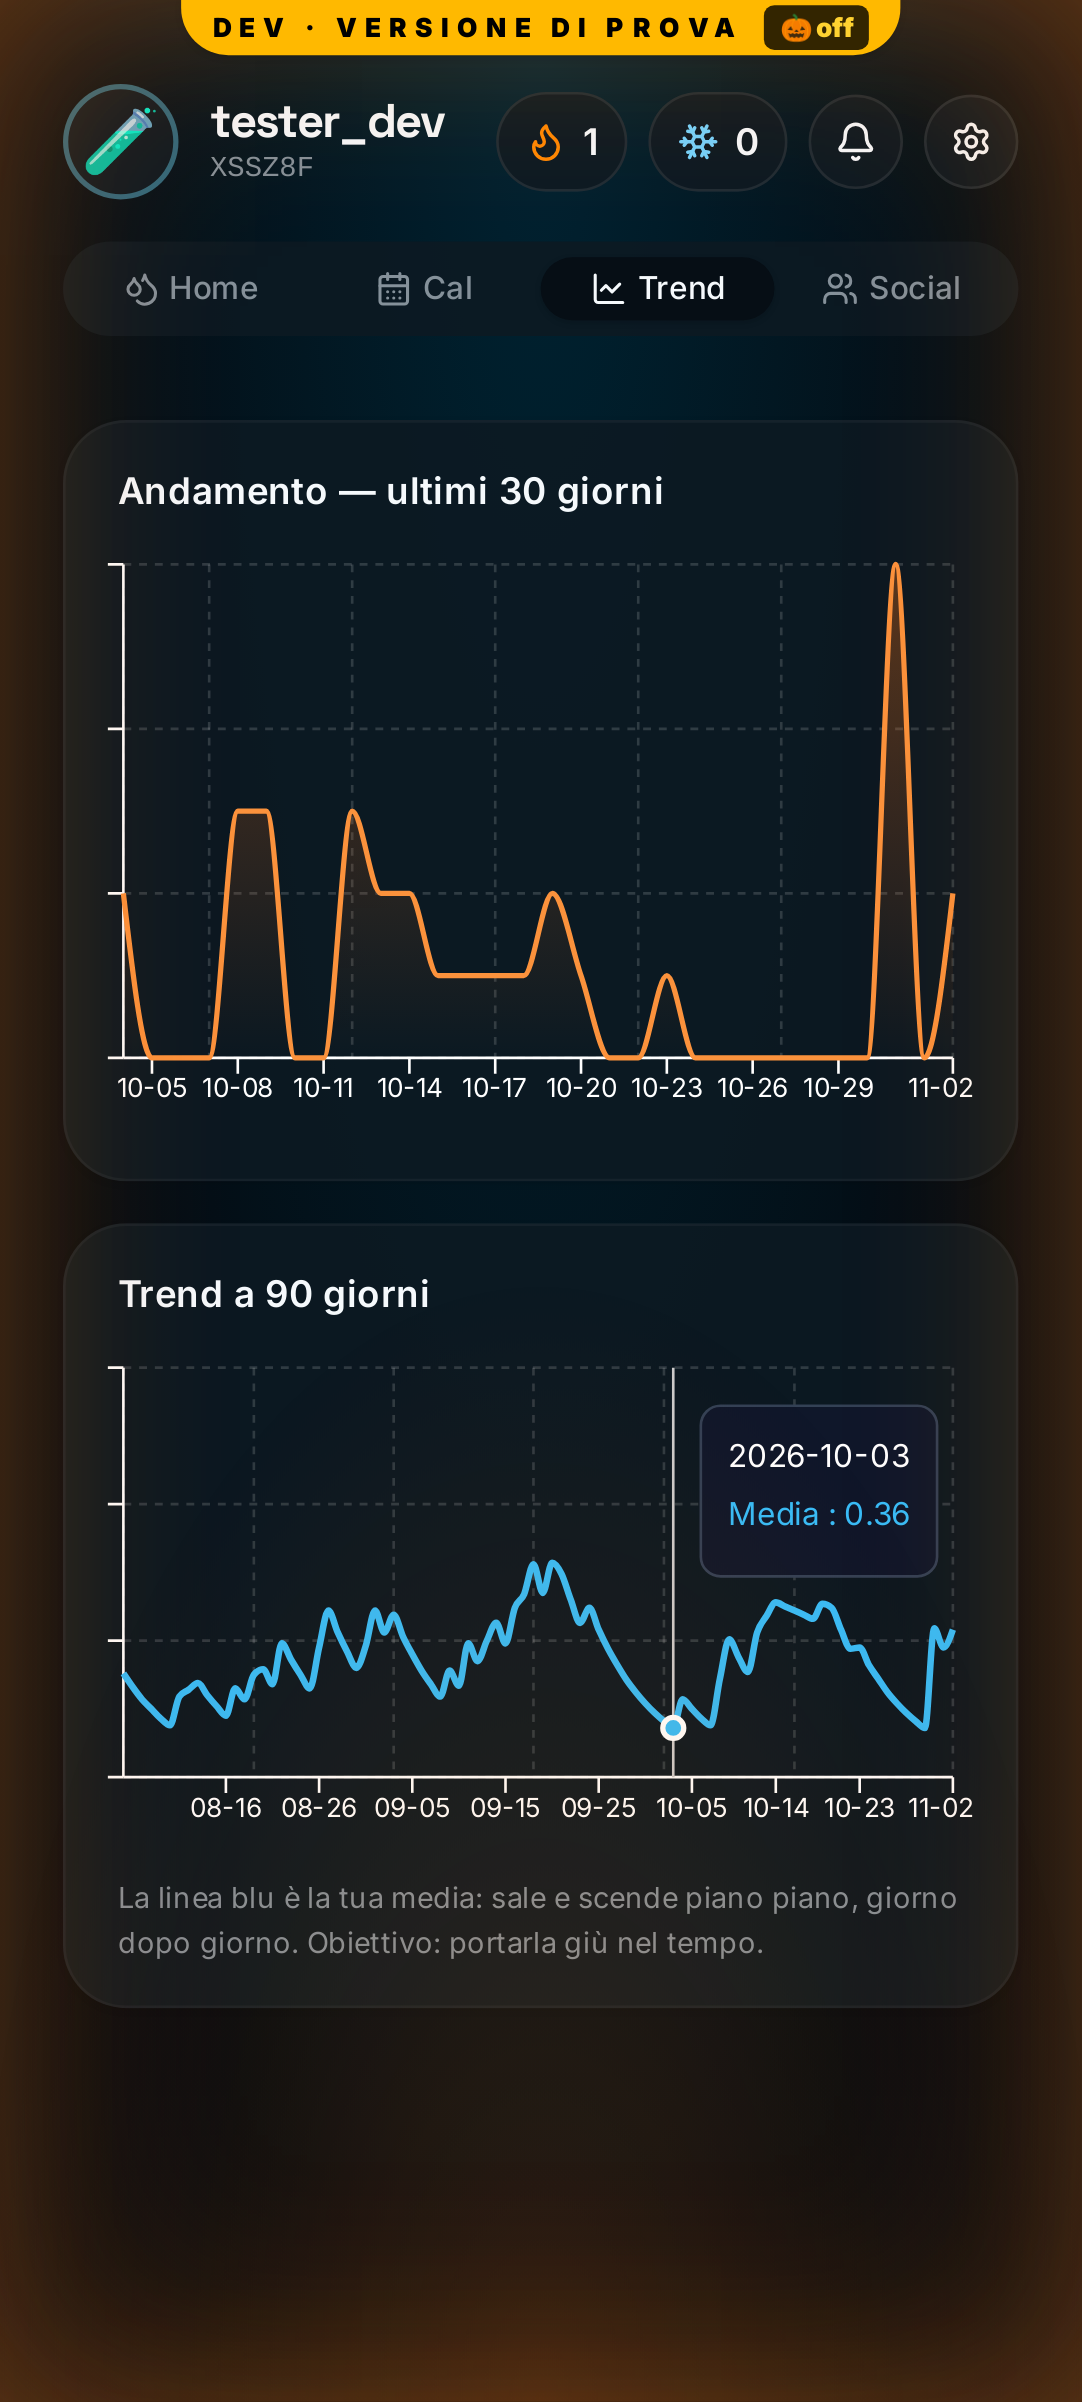 DEV · VERSIONE DI PROVA 🎃 off
tester_dev
XSSZ8F
1
0
Home Cal Trend Social
Andamento — ultimi 30 giorni
10-05 10-08 10-11 10-14 10-17 10-20 10-23 10-26 10-29 11-02
Trend a 90 giorni
2026-10-03
Media : 0.36
08-16 08-26 09-05 09-15 09-25 10-05 10-14 10-23 11-02
La linea blu è la tua media: sale e scende piano piano, giorno
dopo giorno. Obiettivo: portarla giù nel tempo.